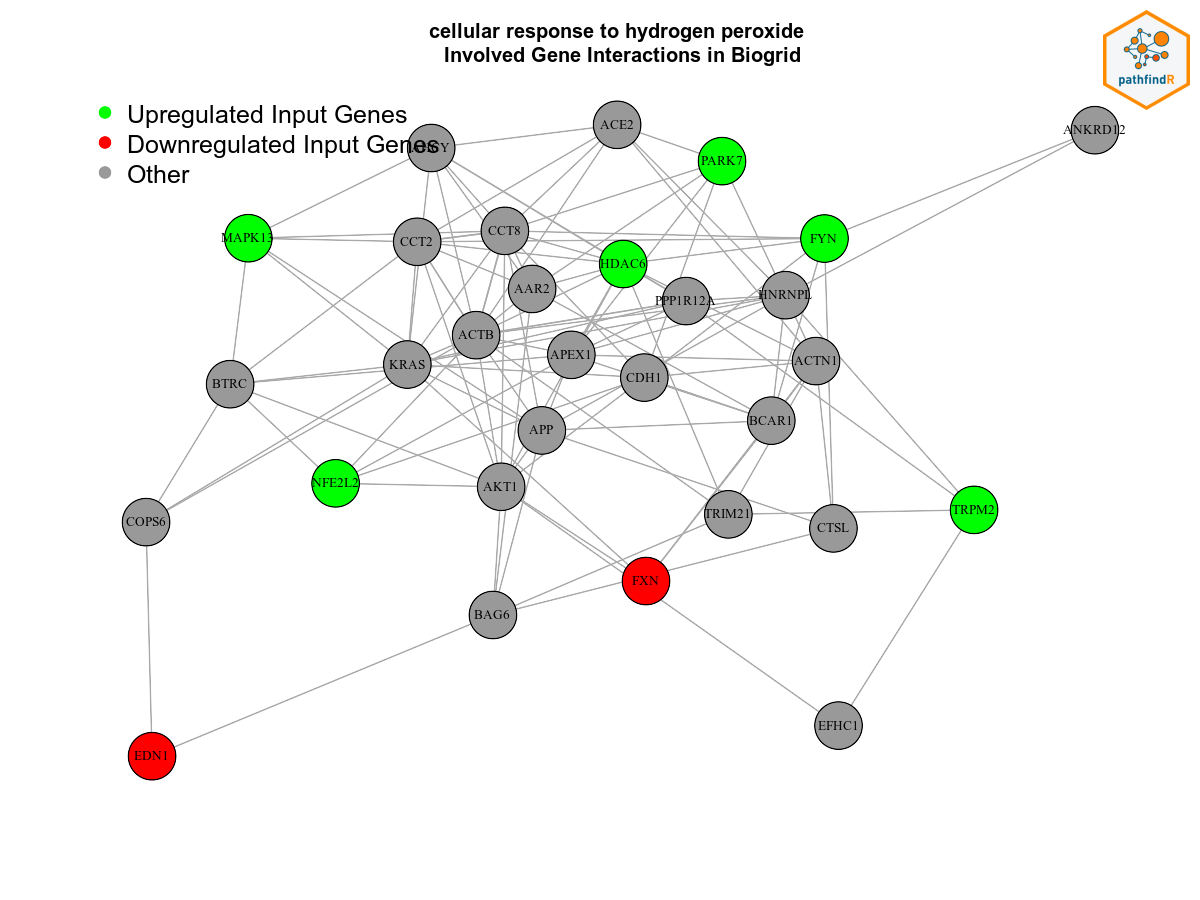 cellular response to hydrogen peroxide
Involved Gene Interactions in Biogrid
pathfindR
Upregulated Input Genes
Downregulated Input Genes
Other
ACE2
ANKRD12
PARK7
MAPK13
CCT2
CCT8
FYN
HDAC6
AAR2
PPP1R12A
HNRNPL
ACTB
KRAS
APEX1
CDH1
ACTN1
BTRC
BCAR1
APP
NFE2L2
AKT1
COPS6
TRIM21
CTSL
TRPM2
FXN
BAG6
EFHC1
EDN1